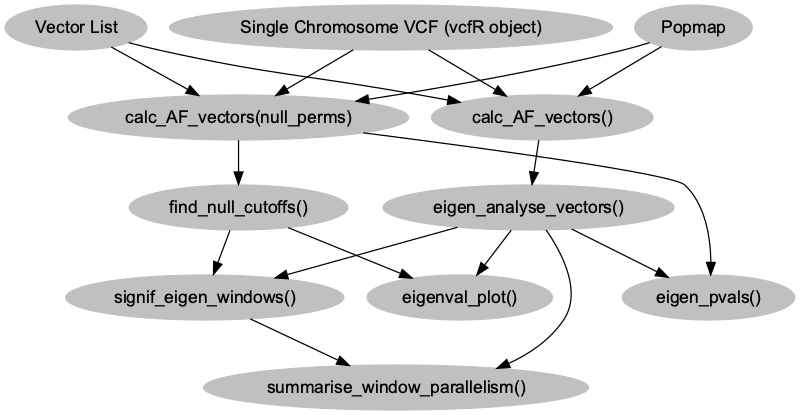 Vector List
Single Chromosome VCF (vcfR object)
Popmap
calc_AF_vectors(null_perms)
calc_AF_vectors()
find_null_cutoffs()
eigen_analyse_vectors()
signif_eigen_windows()
eigenval_plot()
eigen_pvals()
summarise_window_parallelism()